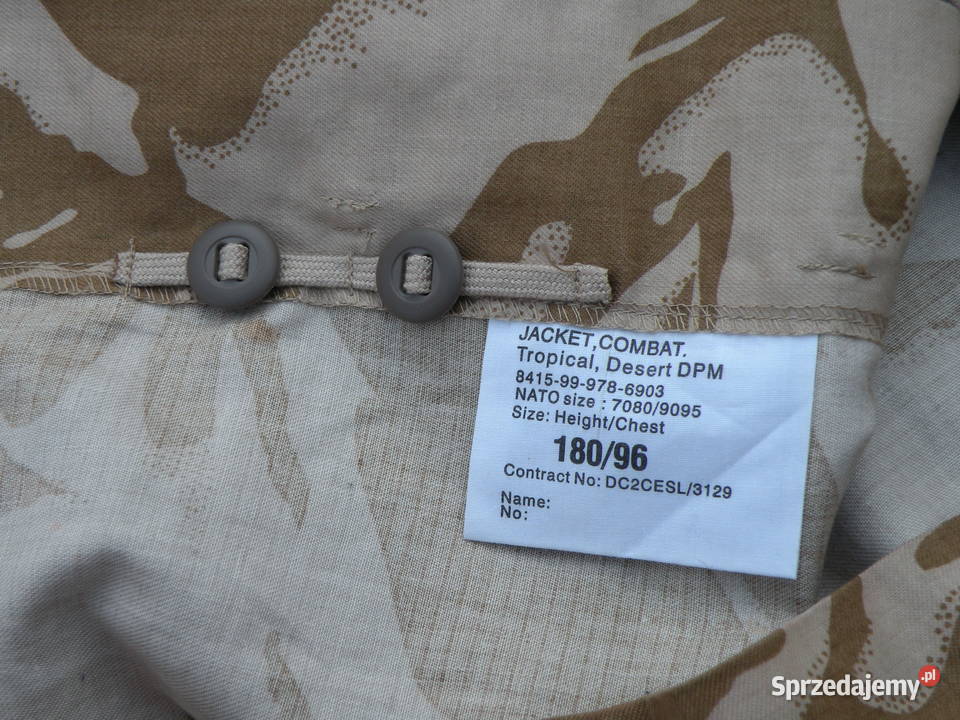 JACKET,COMBAT.
Tropical, Desert DPM
8415-99-978-6903
NATO size : 7080/9095
Size: Height/Chest
180/96
Contract No: DC2CESL/3129
Name:
No:
Sprzedajemy.pl